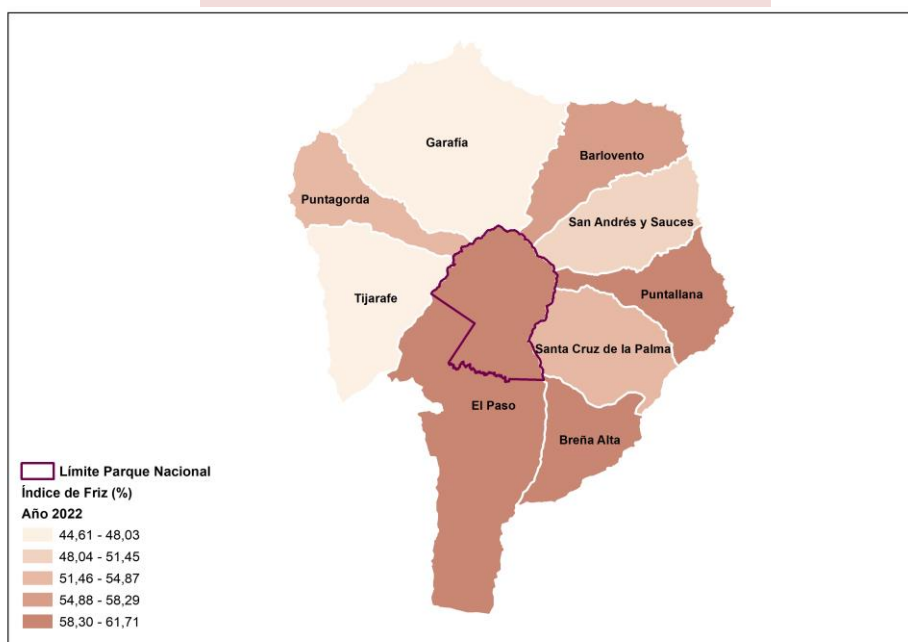 Garafía
Barlovento
Puntagorda
San Andrés y Sauces
Tijarafe
Puntallana
Santa Cruz de la Palma
El Paso
Breña Alta
Límite Parque Nacional
Índice de Friz (%)
Año 2022
44,61 - 48,03
48,04 - 51,45
51,46 - 54,87
54,88 - 58,29
58,30 - 61,71